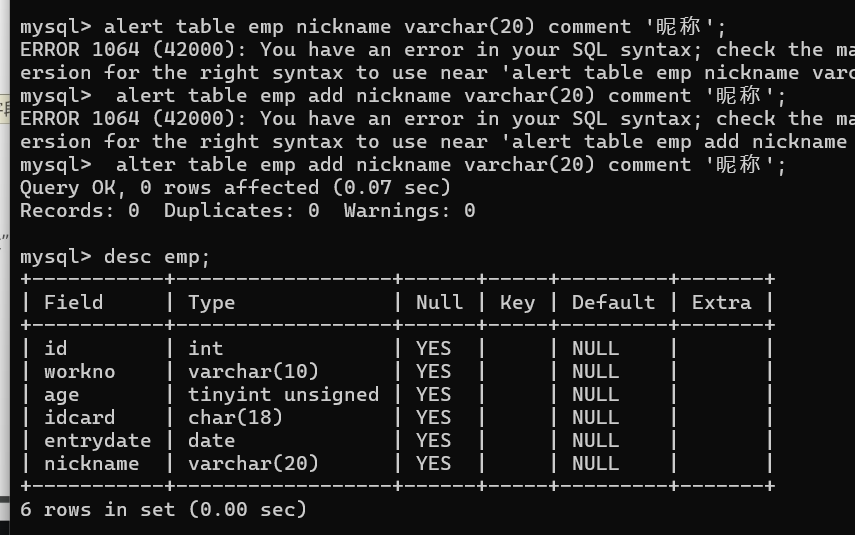 mysql> alert table emp nickname varchar(20) comment '昵称';
ERROR 1064 (42000): You have an error in your SQL syntax; check the ma
ersion for the right syntax to use near 'alert table emp nickname varc
mysql>  alert table emp add nickname varchar(20) comment '昵称';
ERROR 1064 (42000): You have an error in your SQL syntax; check the ma
ersion for the right syntax to use near 'alert table emp add nickname
mysql>  alter table emp add nickname varchar(20) comment '昵称';
Query OK, 0 rows affected (0.07 sec)
Records: 0  Duplicates: 0  Warnings: 0

mysql> desc emp;
+-----------+------------------+------+-----+---------+-------+
| Field     | Type             | Null | Key | Default | Extra |
+-----------+------------------+------+-----+---------+-------+
| id        | int              | YES  |     | NULL    |       |
| workno    | varchar(10)      | YES  |     | NULL    |       |
| age       | tinyint unsigned | YES  |     | NULL    |       |
| idcard    | char(18)         | YES  |     | NULL    |       |
| entrydate | date             | YES  |     | NULL    |       |
| nickname  | varchar(20)      | YES  |     | NULL    |       |
+-----------+------------------+------+-----+---------+-------+
6 rows in set (0.00 sec)